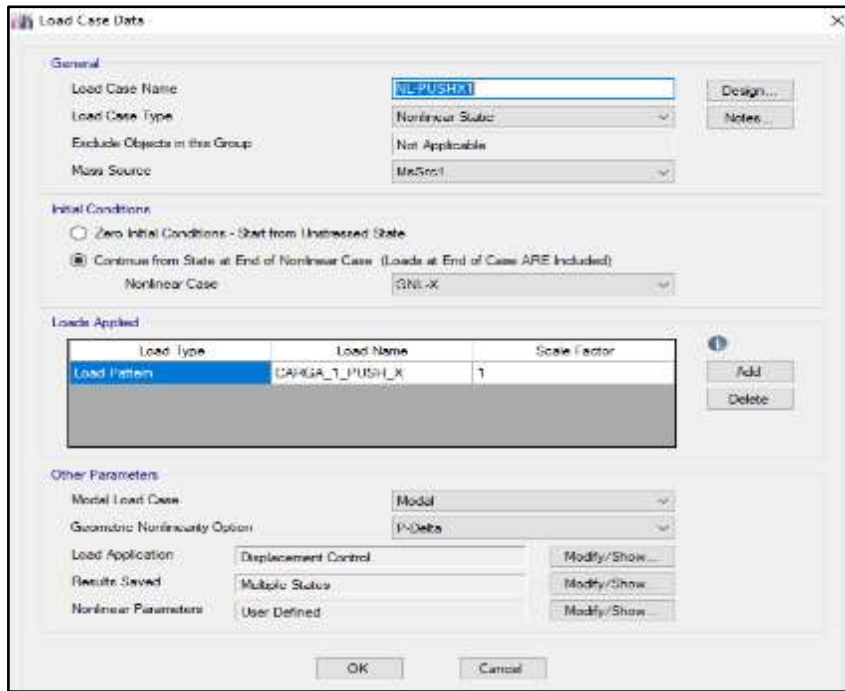 Load Case Data
General
Load Case Name NL-PUSHX1 Design...
Load Case Type Nonlinear Static Notes...
Exclude Objects in this Group Not Applicable
Mass Source MsSrc1
Initial Conditions
Zero Initial Conditions - Start from Unstressed State
Continue from State at End of Nonlinear Case (Loads at End of Case ARE Included)
Nonlinear Case GNL-X
Loads Applied
Load Type Load Name Scale Factor
Load Pattern CARGA_1_PUSH_X 1 Add
Delete
Other Parameters
Modal Load Case Modal
Geometric Nonlinearity Option P-Delta
Load Application Displacement Control Modify/Show...
Results Saved Multiple States Modify/Show...
Nonlinear Parameters User Defined Modify/Show...
OK Cancel